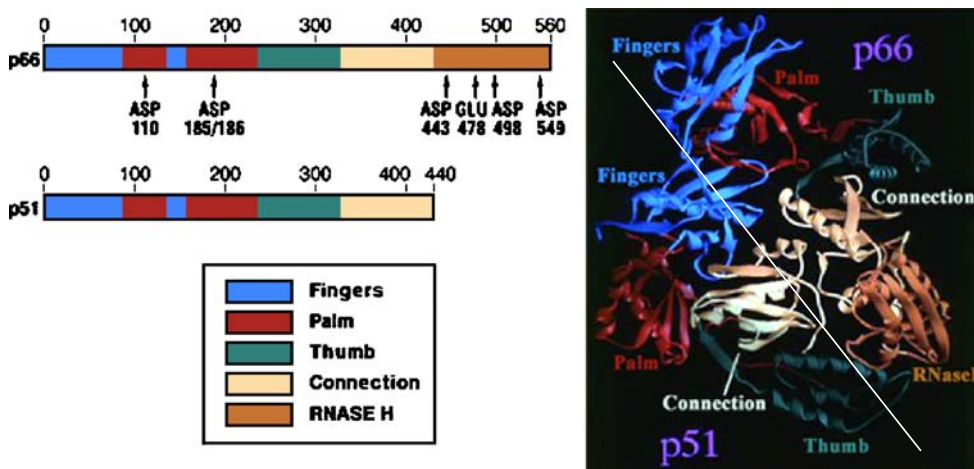 0 100 200 300 400 500 560
p66
ASP 110
ASP 185/186
ASP 443
GLU 478
ASP 498
ASP 549
0 100 200 300 400 440
p51
Fingers
Palm
Thumb
Connection
RNASE H
Fingers
p66
Palm
Thumb
Fingers
Connection
Palm
RNaseH
Connection
p51
Thumb